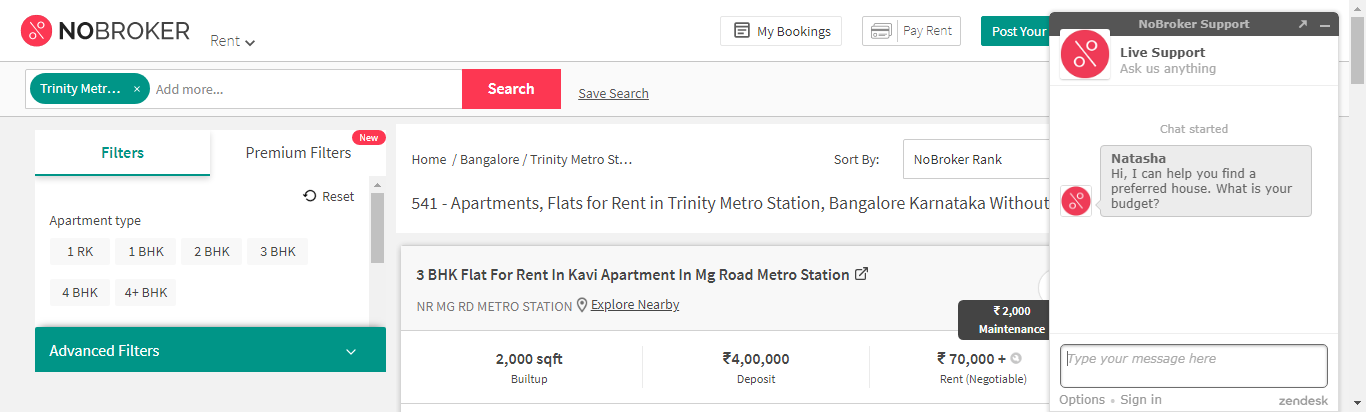 NOBROKER
Rent
My Bookings
Pay Rent
Post Your
Trinity Metr... ×
Add more...
Search
Save Search
Filters
Premium Filters
New
Reset
Apartment type
1 RK
1 BHK
2 BHK
3 BHK
4 BHK
4+ BHK
Advanced Filters
Home / Bangalore / Trinity Metro St...
Sort By:
NoBroker Rank
541 - Apartments, Flats for Rent in Trinity Metro Station, Bangalore Karnataka Without
3 BHK Flat For Rent In Kavi Apartment In Mg Road Metro Station
NR MG RD METRO STATION
Explore Nearby
₹ 2,000
Maintenance
2,000 sqft
Builtup
₹4,00,000
Deposit
₹ 70,000 +
Rent (Negotiable)
NoBroker Support
Live Support
Ask us anything
Chat started
Natasha
Hi, I can help you find a
preferred house. What is your
budget?
Type your message here
Options • Sign in
zendesk